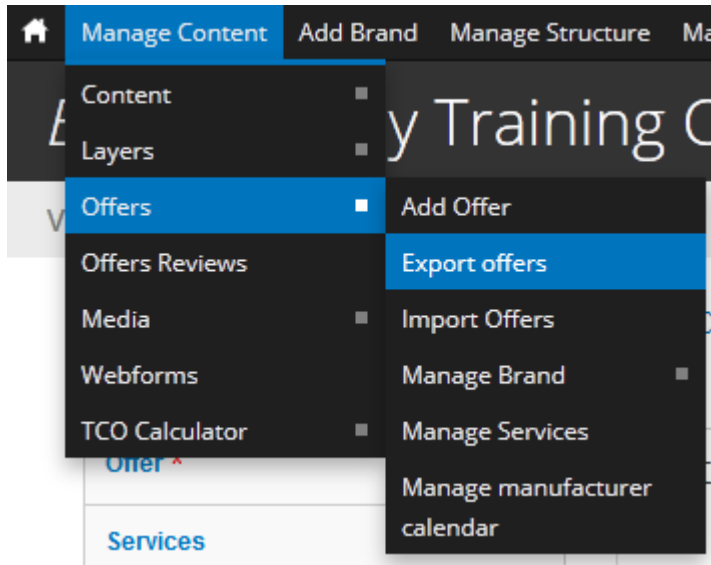 Manage Content Add Brand Manage Structure
Content
y Training
Layers
Offers Add Offer
Offers Reviews Export offers
Media Import Offers
Webforms Manage Brand
TCO Calculator Manage Services
Offer *
Manage manufacturer
calendar
Services